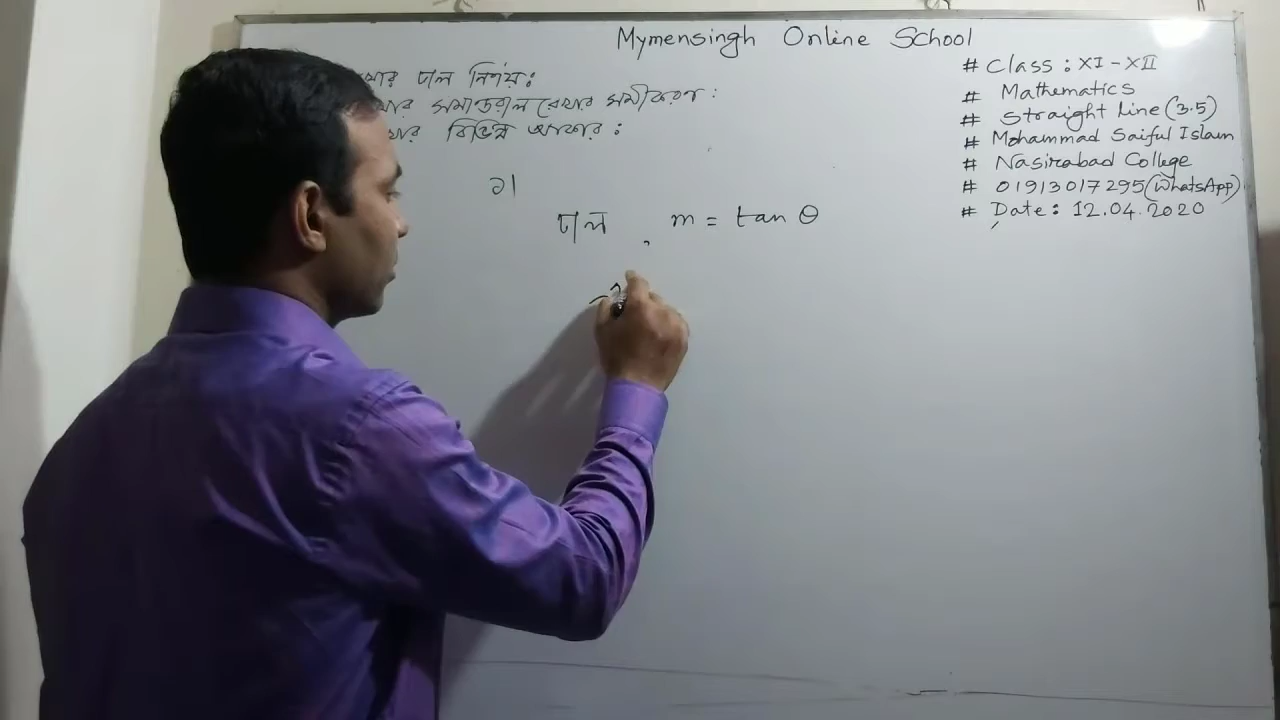 Mymensingh Online School
ঢাল নির্ণয়ঃ
সমান্তরাল রেখার সমীকরণ :
বিভিন্ন আকার :
১।
ঢাল , m = tan θ
# Class : XI - XII
# Mathematics
# Straight Line (3.5)
# Mohammad Saiful Islam
# Nasirabad College
# 01913017295 (WhatsApp)
# Date : 12.04.2020